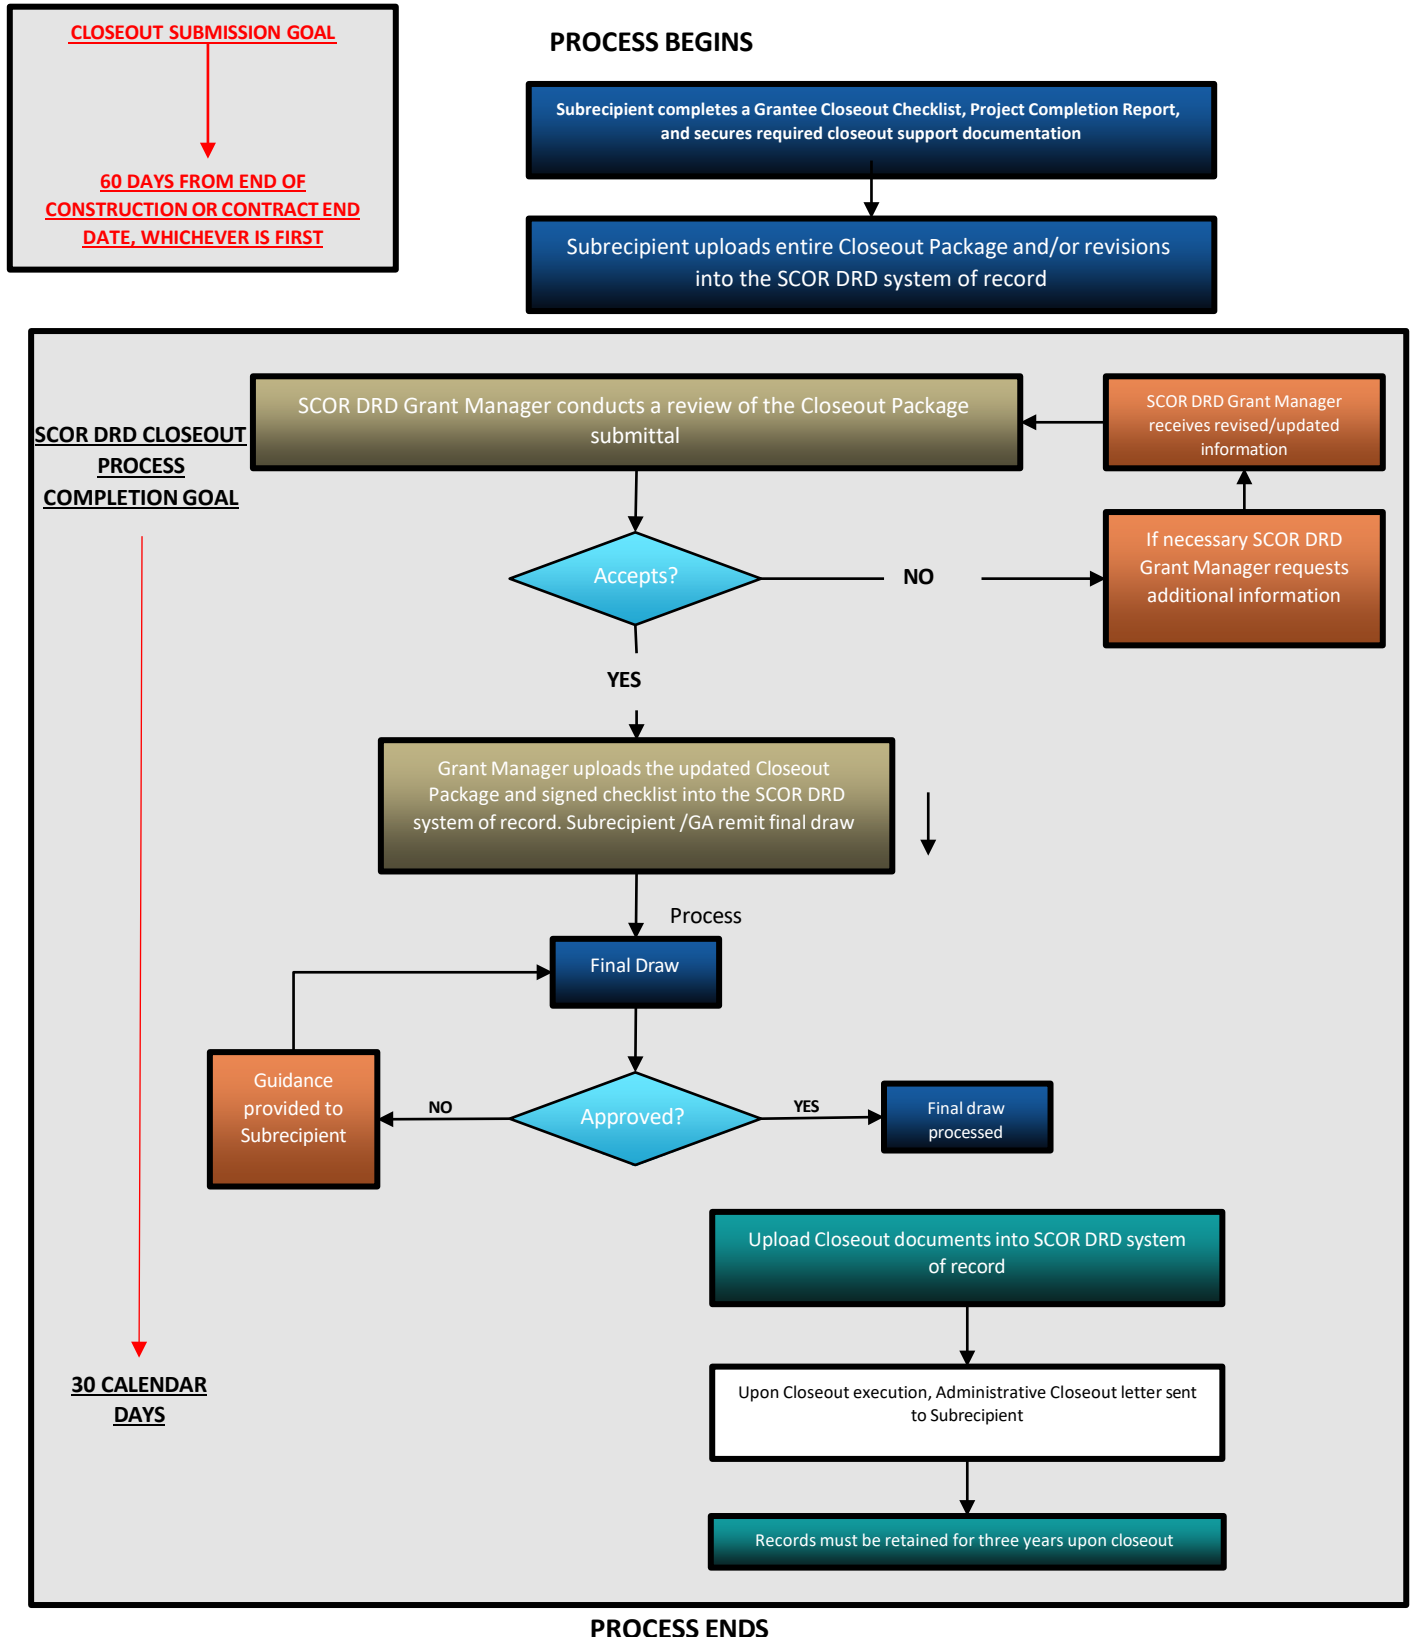 CLOSEOUT SUBMISSION GOAL
60 DAYS FROM END OF
CONSTRUCTION OR CONTRACT END
DATE, WHICHEVER IS FIRST
PROCESS BEGINS
Subrecipient completes a Grantee Closeout Checklist, Project Completion Report,
and secures required closeout support documentation
Subrecipient uploads entire Closeout Package and/or revisions
into the SCOR DRD system of record
SCOR DRD CLOSEOUT
PROCESS
COMPLETION GOAL
30 CALENDAR
DAYS
SCOR DRD Grant Manager conducts a review of the Closeout Package
submittal
SCOR DRD Grant Manager
receives revised/updated
information
If necessary SCOR DRD
Grant Manager requests
additional information
Accepts?
NO
YES
Grant Manager uploads the updated Closeout
Package and signed checklist into the SCOR DRD
system of record. Subrecipient /GA remit final draw
Process
Final Draw
Guidance
provided to
Subrecipient
NO
Approved?
YES
Final draw
processed
Upload Closeout documents into SCOR DRD system
of record
Upon Closeout execution, Administrative Closeout letter sent
to Subrecipient
Records must be retained for three years upon closeout
PROCESS ENDS